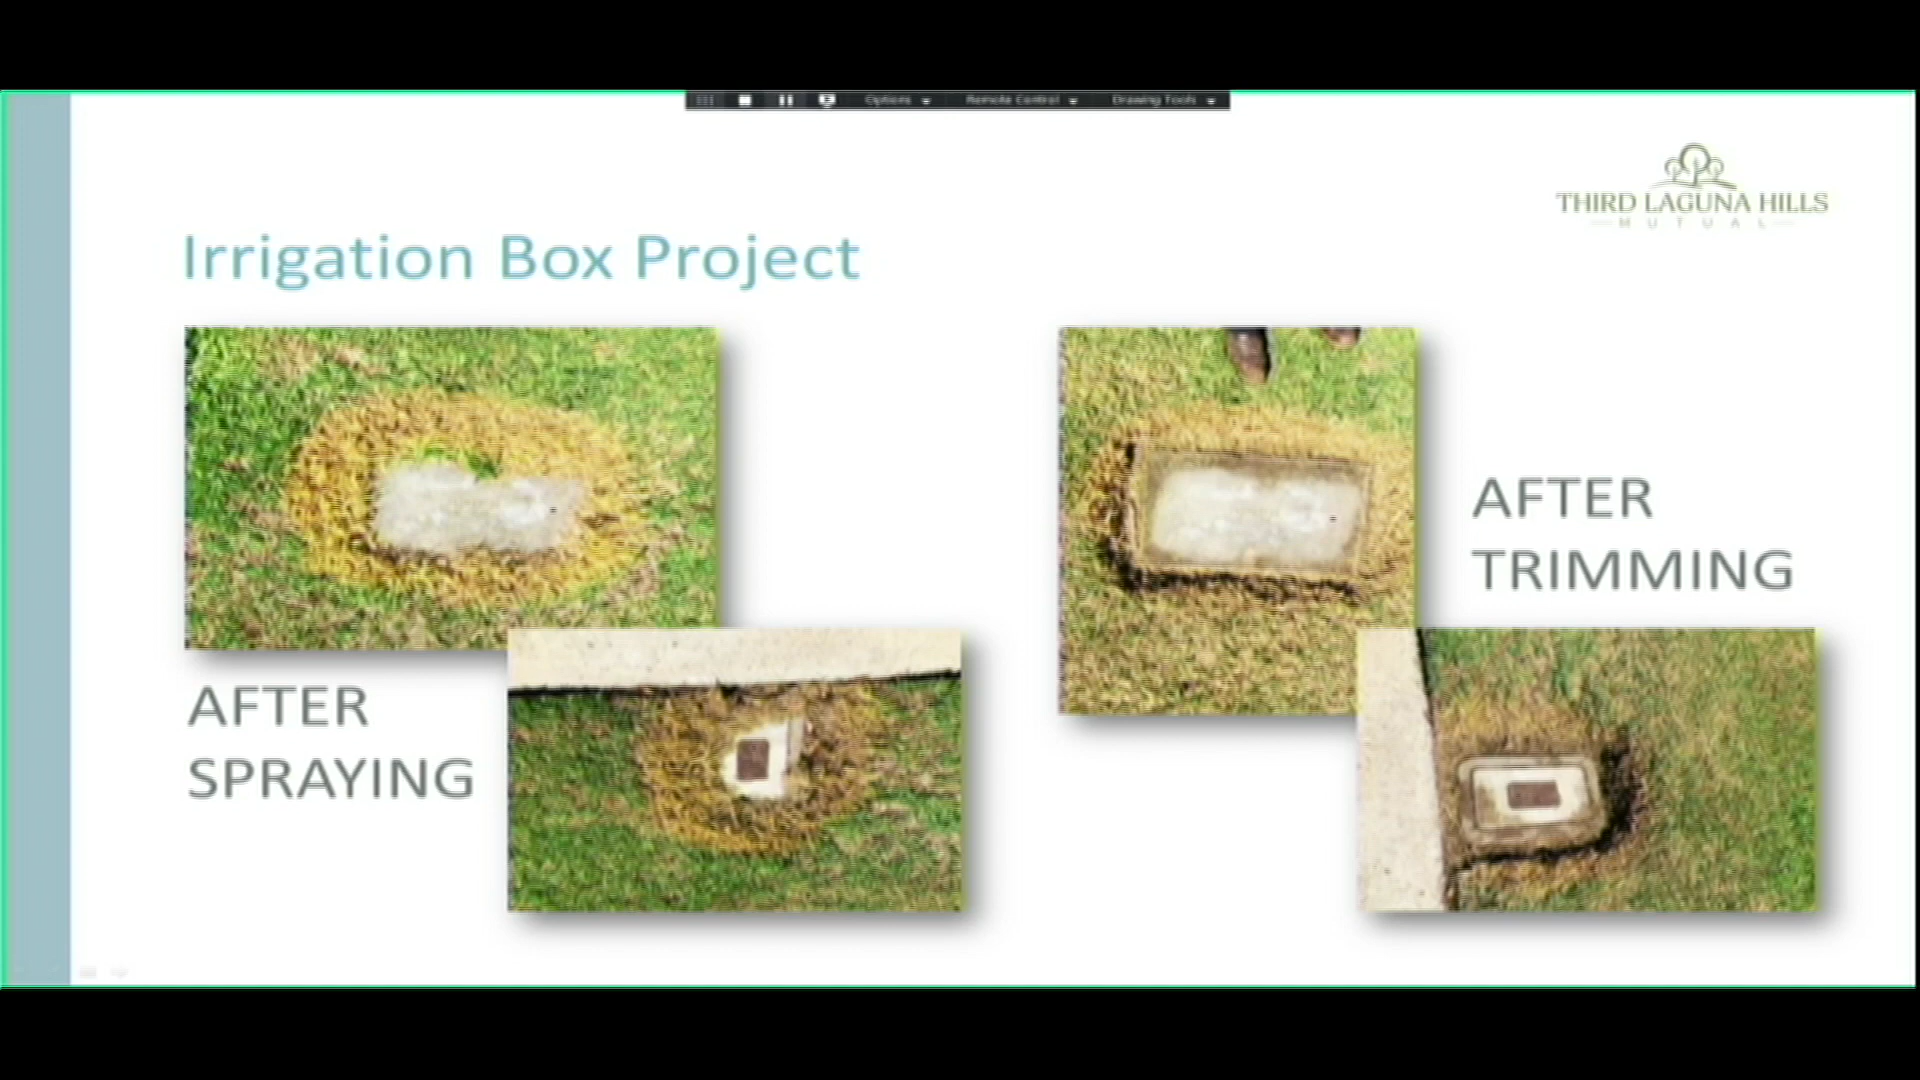 Options
Remote Control
Drawing Tools
THIRD LAGUNA HILLS
MUTUAL
Irrigation Box Project
AFTER
TRIMMING
AFTER
SPRAYING